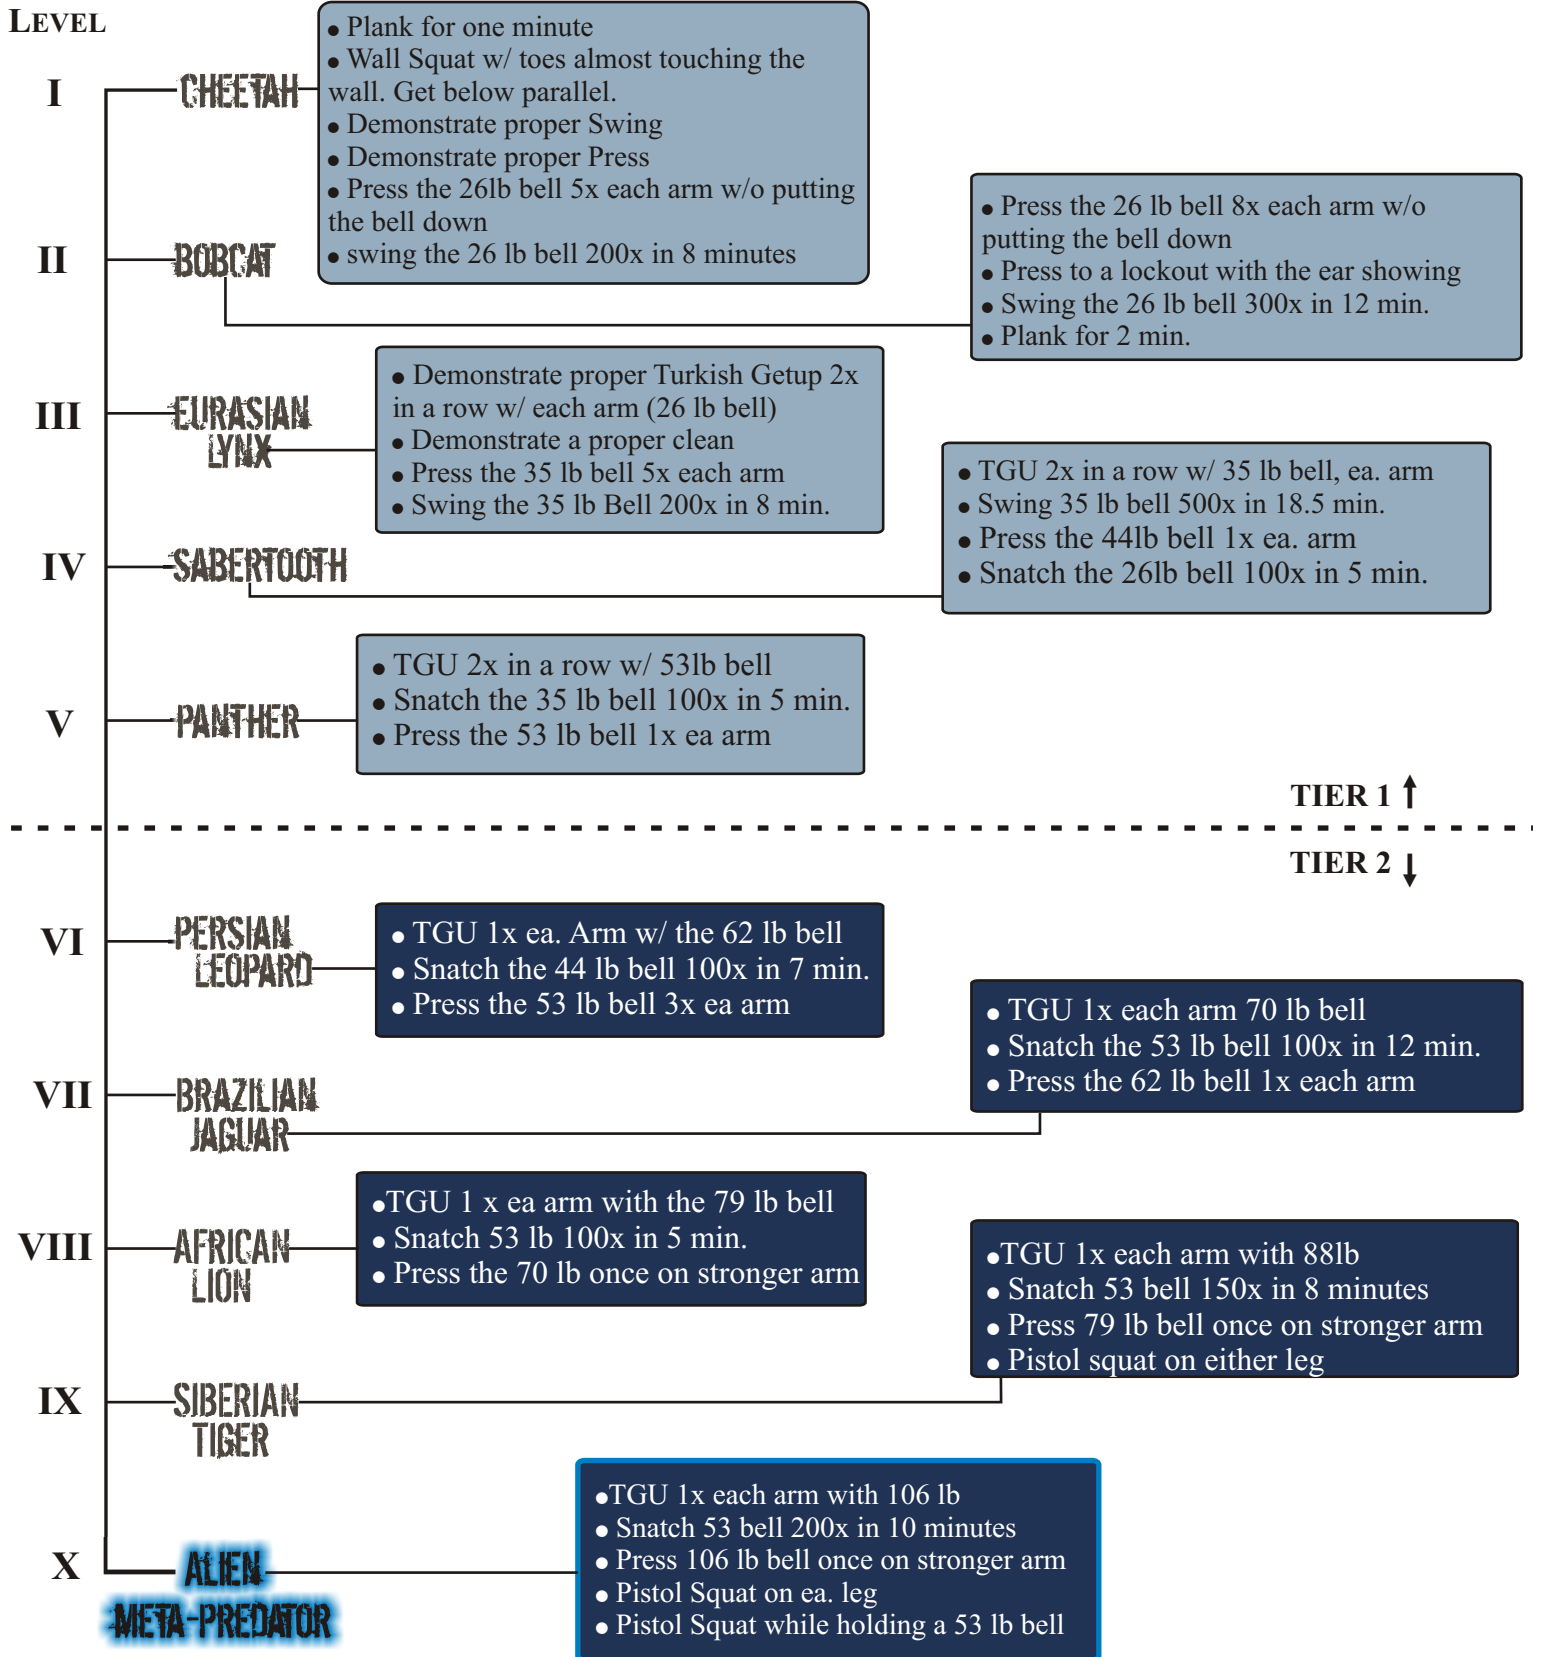 LEVEL
I
CHEETAH
● Plank for one minute
● Wall Squat w/ toes almost touching the
wall. Get below parallel.
● Demonstrate proper Swing
● Demonstrate proper Press
● Press the 26lb bell 5x each arm w/o putting
the bell down
● swing the 26 lb bell 200x in 8 minutes
II
BOBCAT
● Press the 26 lb bell 8x each arm w/o
putting the bell down
● Press to a lockout with the ear showing
● Swing the 26 lb bell 300x in 12 min.
● Plank for 2 min.
III
EURASIAN
LYNX
● Demonstrate proper Turkish Getup 2x
in a row w/ each arm (26 lb bell)
● Demonstrate a proper clean
● Press the 35 lb bell 5x each arm
● Swing the 35 lb Bell 200x in 8 min.
IV
SABERTOOTH
● TGU 2x in a row w/ 35 lb bell, ea. arm
● Swing 35 lb bell 500x in 18.5 min.
● Press the 44lb bell 1x ea. arm
● Snatch the 26lb bell 100x in 5 min.
V
PANTHER
● TGU 2x in a row w/ 53lb bell
● Snatch the 35 lb bell 100x in 5 min.
● Press the 53 lb bell 1x ea arm
TIER 1 ↑
TIER 2 ↓
VI
PERSIAN
LEOPARD
● TGU 1x ea. Arm w/ the 62 lb bell
● Snatch the 44 lb bell 100x in 7 min.
● Press the 53 lb bell 3x ea arm
VII
BRAZILIAN
JAGUAR
● TGU 1x each arm 70 lb bell
● Snatch the 53 lb bell 100x in 12 min.
● Press the 62 lb bell 1x each arm
VIII
AFRICAN
LION
●TGU 1 x ea arm with the 79 lb bell
● Snatch 53 lb 100x in 5 min.
● Press the 70 lb once on stronger arm
IX
SIBERIAN
TIGER
●TGU 1x each arm with 88lb
● Snatch 53 bell 150x in 8 minutes
● Press 79 lb bell once on stronger arm
● Pistol squat on either leg
X
ALIEN
META-PREDATOR
●TGU 1x each arm with 106 lb
● Snatch 53 bell 200x in 10 minutes
● Press 106 lb bell once on stronger arm
● Pistol Squat on ea. leg
● Pistol Squat while holding a 53 lb bell